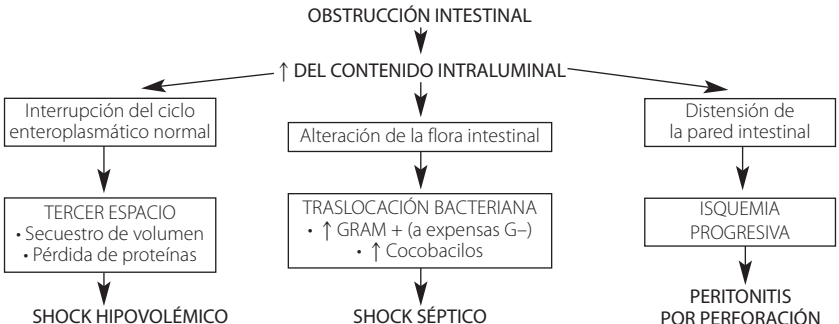 OBSTRUCCIÓN INTESTINAL
↑ DEL CONTENIDO INTRALUMINAL
Interrupción del ciclo
enteroplasmático normal
Alteración de la flora intestinal
Distensión de
la pared intestinal
TERCER ESPACIO
• Secuestro de volumen
• Pérdida de proteínas
TRASLOCACIÓN BACTERIANA
• ↑ GRAM + (a expensas G–)
• ↑ Cocobacilos
ISQUEMIA
PROGRESIVA
SHOCK HIPOVOLÉMICO
SHOCK SÉPTICO
PERITONITIS
POR PERFORACIÓN